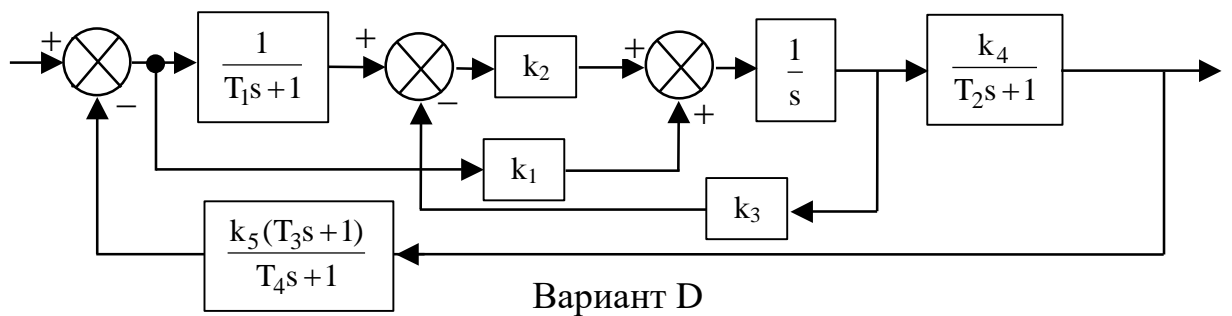 +
−
1
T₁s+1
+
−
k₂
+
+
1
s
k₄
T₂s+1
k₁
k₃
k₅(T₃s+1)
T₄s+1
Вариант D